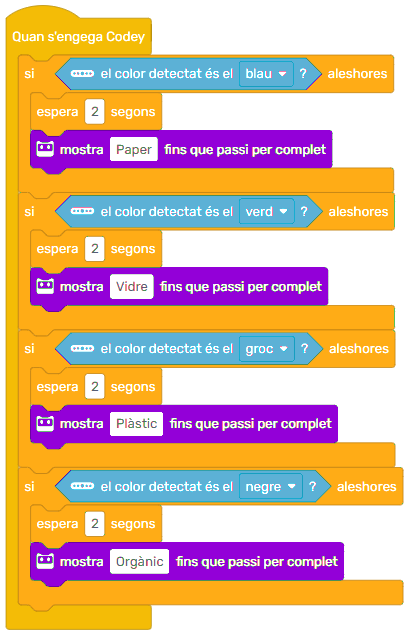 Quan s'engega Codey
si el color detectat és el blau ? aleshores
espera 2 segons
mostra Paper fins que passi per complet
si el color detectat és el verd ? aleshores
espera 2 segons
mostra Vidre fins que passi per complet
si el color detectat és el groc ? aleshores
espera 2 segons
mostra Plàstic fins que passi per complet
si el color detectat és el negre ? aleshores
espera 2 segons
mostra Orgànic fins que passi per complet